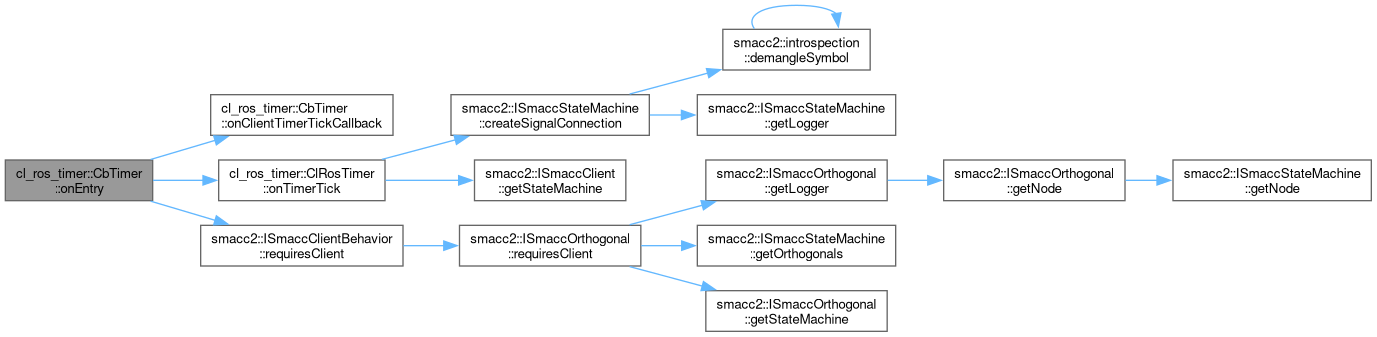 smacc2::introspection
::demangleSymbol
cl_ros_timer::CbTimer
::onClientTimerTickCallback
smacc2::ISmaccStateMachine
::createSignalConnection
smacc2::ISmaccStateMachine
::getLogger
cl_ros_timer::CbTimer
::onEntry
cl_ros_timer::ClRosTimer
::onTimerTick
smacc2::ISmaccClient
::getStateMachine
smacc2::ISmaccOrthogonal
::getLogger
smacc2::ISmaccOrthogonal
::getNode
smacc2::ISmaccStateMachine
::getNode
smacc2::ISmaccClientBehavior
::requiresClient
smacc2::ISmaccOrthogonal
::requiresClient
smacc2::ISmaccStateMachine
::getOrthogonals
smacc2::ISmaccOrthogonal
::getStateMachine